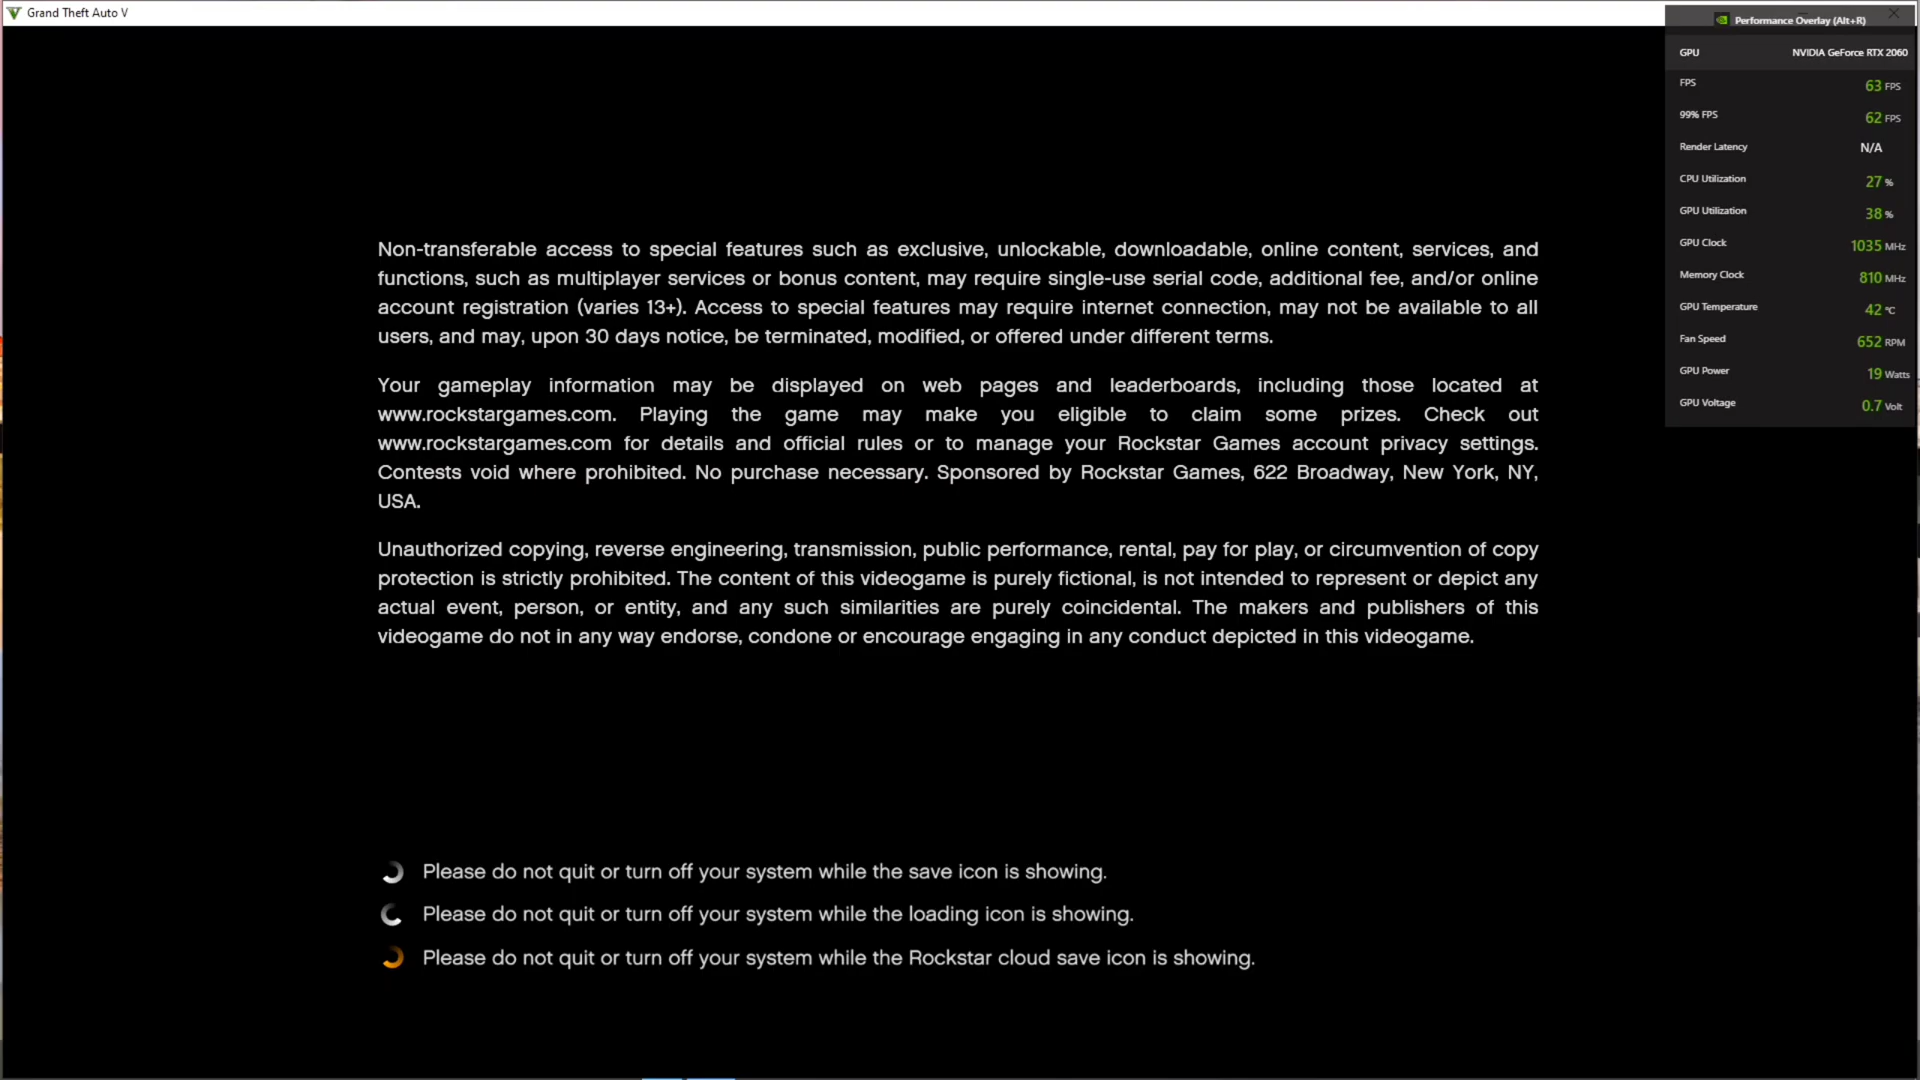 Grand Theft Auto V
Performance Overlay (Alt+R)
GPU NVIDIA GeForce RTX 2060
FPS 63 FPS
99% FPS 62 FPS
Render Latency N/A
CPU Utilization 27 %
GPU Utilization 38 %
GPU Clock 1035 MHz
Memory Clock 810 MHz
GPU Temperature 42 °C
Fan Speed 652 RPM
GPU Power 19 Watts
GPU Voltage 0.7 Volt
Non-transferable access to special features such as exclusive, unlockable, downloadable, online content, services, and
functions, such as multiplayer services or bonus content, may require single-use serial code, additional fee, and/or online
account registration (varies 13+). Access to special features may require internet connection, may not be available to all
users, and may, upon 30 days notice, be terminated, modified, or offered under different terms.
Your gameplay information may be displayed on web pages and leaderboards, including those located at
www.rockstargames.com. Playing the game may make you eligible to claim some prizes. Check out
www.rockstargames.com for details and official rules or to manage your Rockstar Games account privacy settings.
Contests void where prohibited. No purchase necessary. Sponsored by Rockstar Games, 622 Broadway, New York, NY,
USA.
Unauthorized copying, reverse engineering, transmission, public performance, rental, pay for play, or circumvention of copy
protection is strictly prohibited. The content of this videogame is purely fictional, is not intended to represent or depict any
actual event, person, or entity, and any such similarities are purely coincidental. The makers and publishers of this
videogame do not in any way endorse, condone or encourage engaging in any conduct depicted in this videogame.
Please do not quit or turn off your system while the save icon is showing.
Please do not quit or turn off your system while the loading icon is showing.
Please do not quit or turn off your system while the Rockstar cloud save icon is showing.